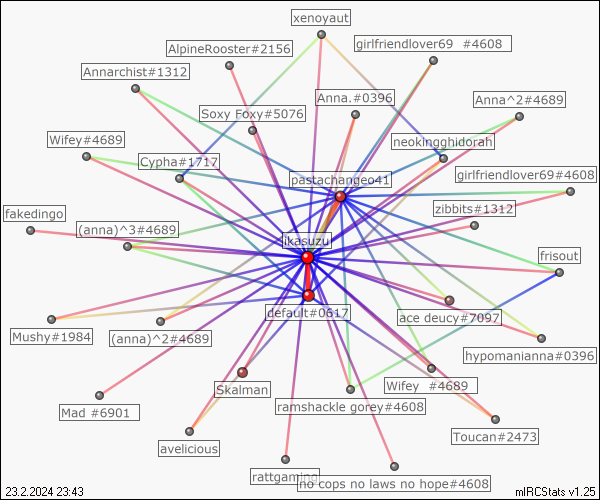 xenoyaut
AlpineRooster#2156
girlfriendlover69 #4608
Annarchist#1312
Anna.#0396
Anna^2#4689
Soxy Foxy#5076
Wifey#4689
neokingghidorah
Cypha#1717
pastachangeo41
girlfriendlover#4608
fakedingo
zibbits#1312
(anna)^3#4689
ikasuzu
frisout
default#0617
ace deucy#7097
Mushy#1984
(anna)^2#4689
hypomanianna#0396
Skalman
Wifey #4689
Mad #6901
ramshackle gorey#4608
Toucan#2473
avelicious
rattgaming
no cops no laws no hope#4608
23.2.2024 23:43
mIRCStats v1.25